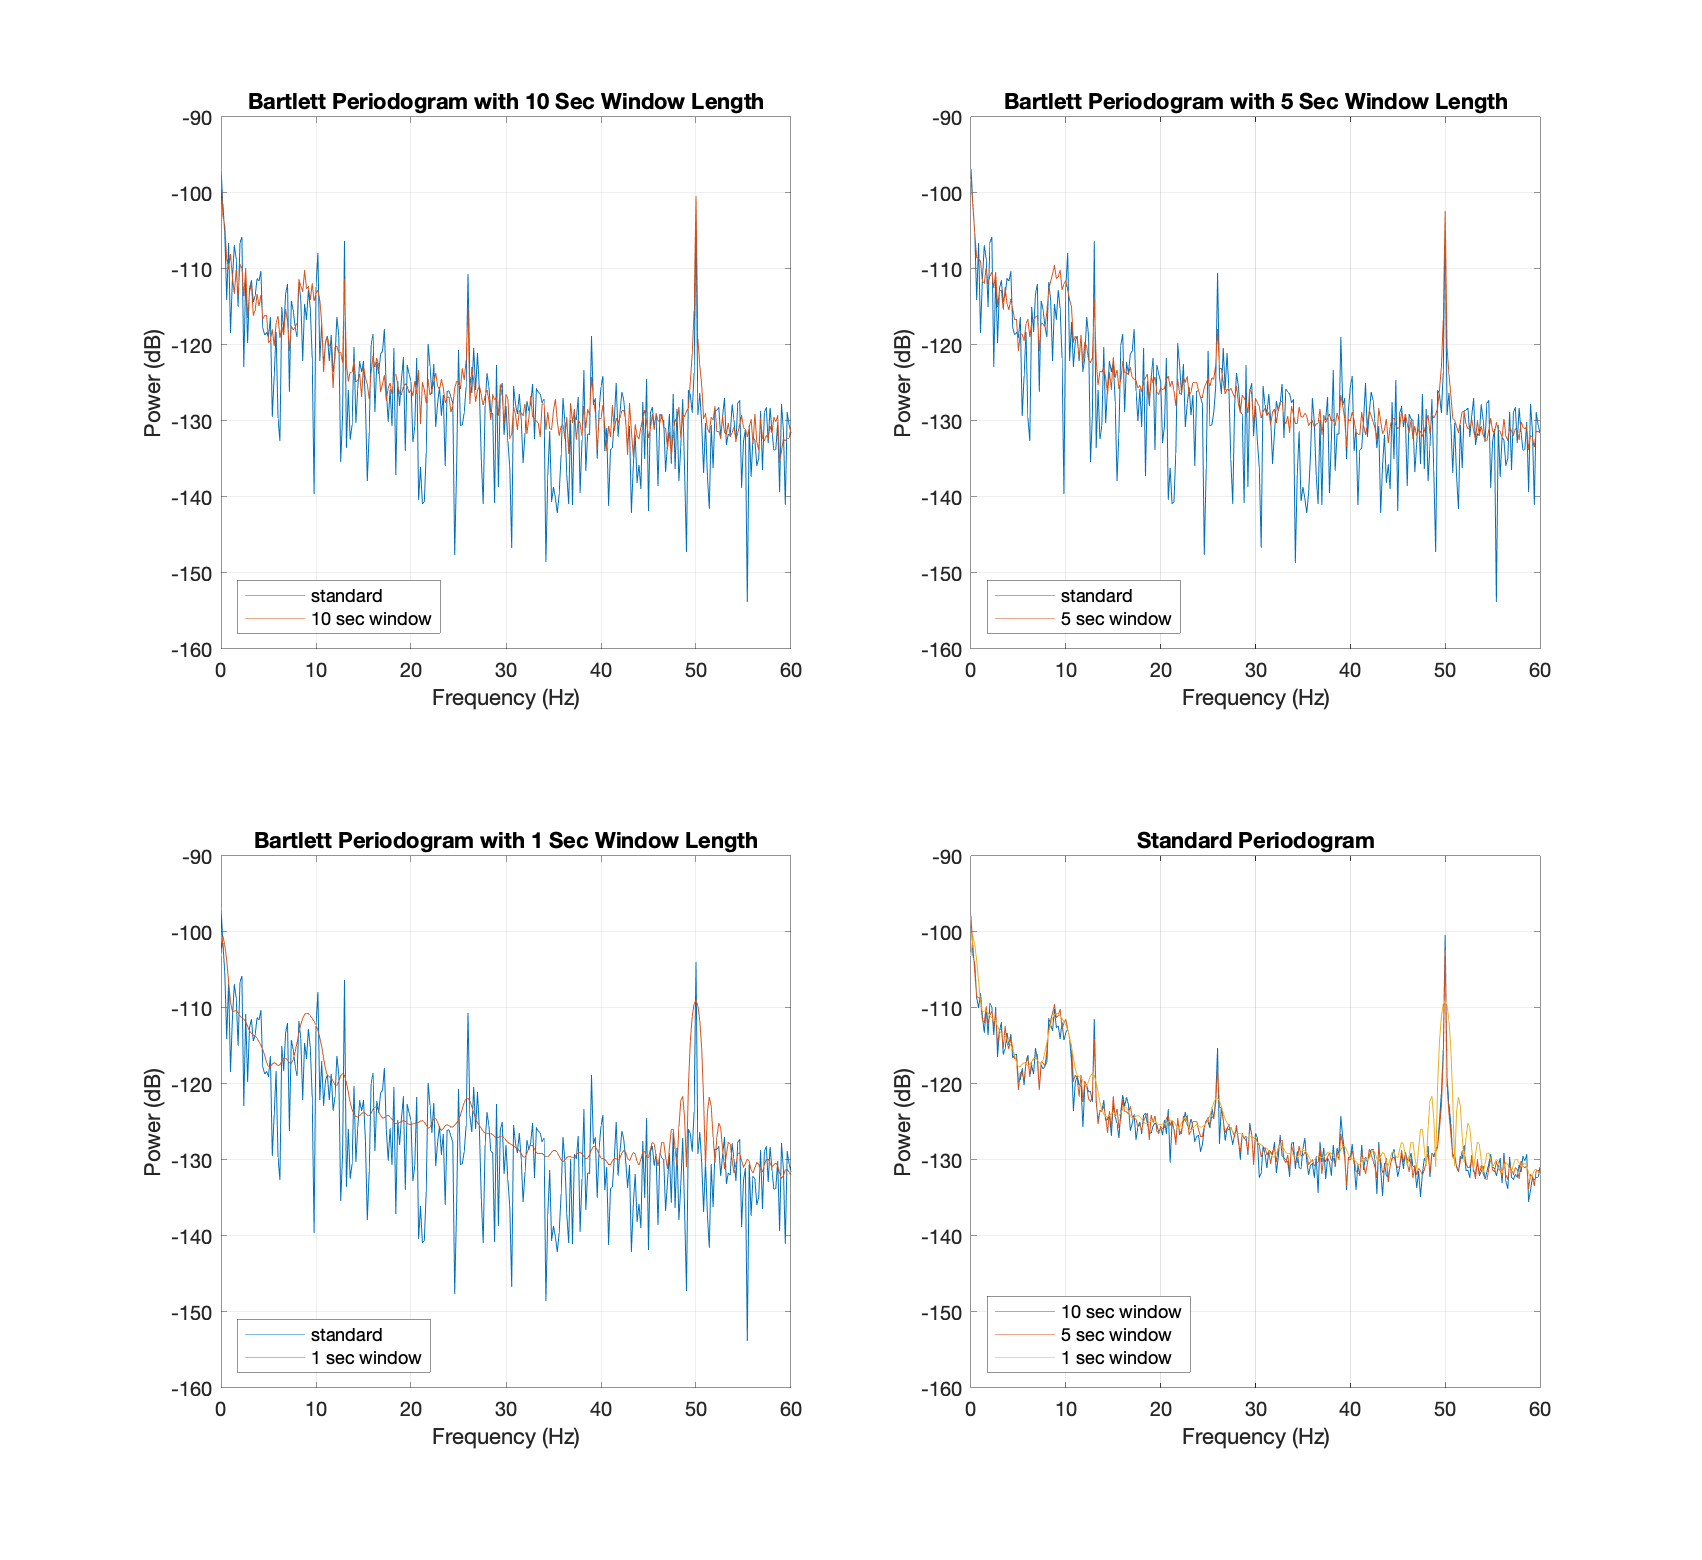 Bartlett Periodogram with 10 Sec Window Length
-90
-100
-110
-120
-130
-140
-150
-160
Power (dB)
standard
10 sec window
0 10 20 30 40 50 60
Frequency (Hz)
Bartlett Periodogram with 5 Sec Window Length
-90
-100
-110
-120
-130
-140
-150
-160
Power (dB)
standard
5 sec window
0 10 20 30 40 50 60
Frequency (Hz)
Bartlett Periodogram with 1 Sec Window Length
-90
-100
-110
-120
-130
-140
-150
-160
Power (dB)
standard
1 sec window
0 10 20 30 40 50 60
Frequency (Hz)
Standard Periodogram
-90
-100
-110
-120
-130
-140
-150
-160
Power (dB)
10 sec window
5 sec window
1 sec window
0 10 20 30 40 50 60
Frequency (Hz)